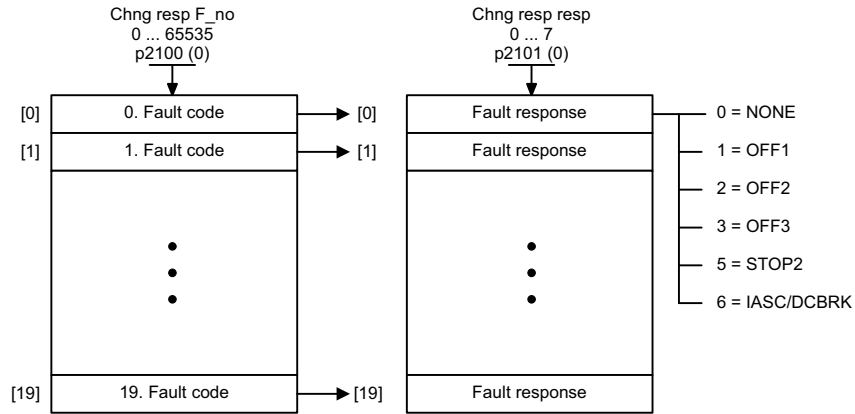 Chng resp F_no
0 ... 65535
p2100 (0)
Chng resp resp
0 ... 7
p2101 (0)
[0] 0. Fault code [0] Fault response 0 = NONE
[1] 1. Fault code [1] Fault response 1 = OFF1
2 = OFF2
3 = OFF3
5 = STOP2
6 = IASC/DCBRK
[19] 19. Fault code [19] Fault response